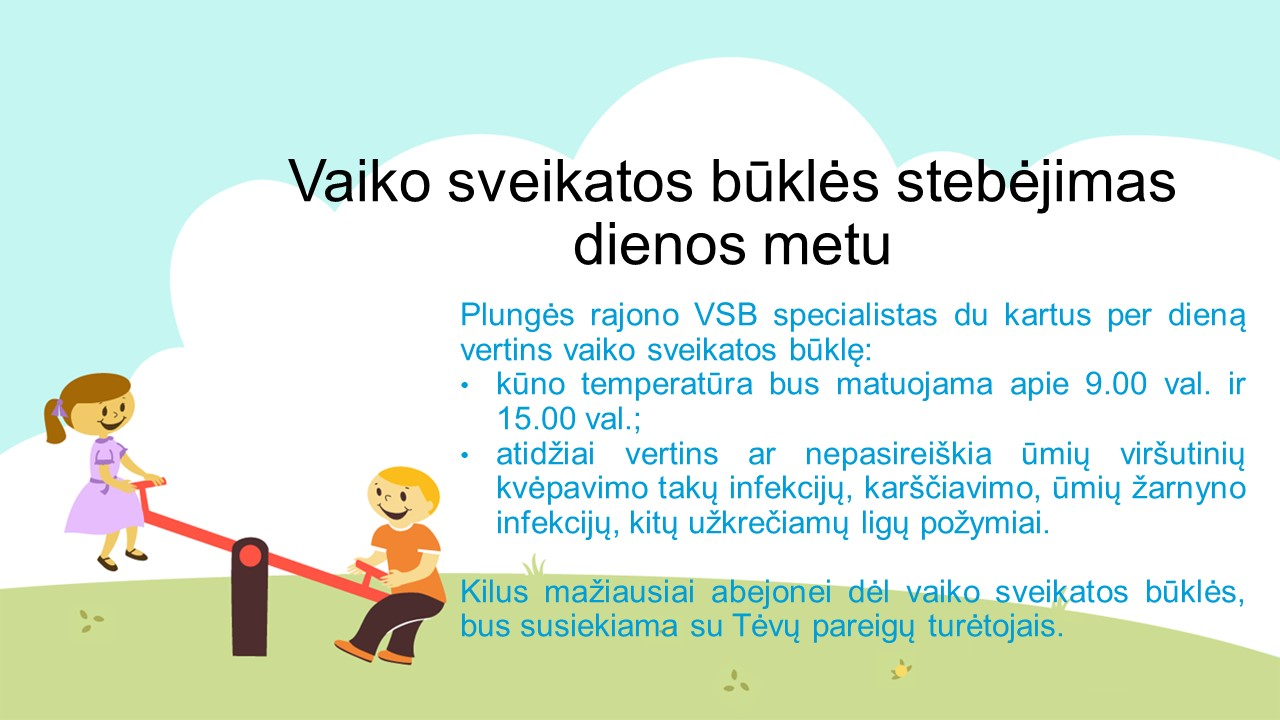 Vaiko sveikatos būklės stebėjimas
dienos metu
Plungės rajono VSB specialistas du kartus per dieną
vertins vaiko sveikatos būklę:
• kūno temperatūra bus matuojama apie 9.00 val. ir
15.00 val.;
• atidžiai vertins ar nepasireiškia ūmių viršutinių
kvėpavimo takų infekcijų, karščiavimo, ūmių žarnyno
infekcijų, kitų užkrečiamų ligų požymiai.
Kilus mažiausiai abejonei dėl vaiko sveikatos būklės,
bus susiekiama su Tėvų pareigų turėtojais.